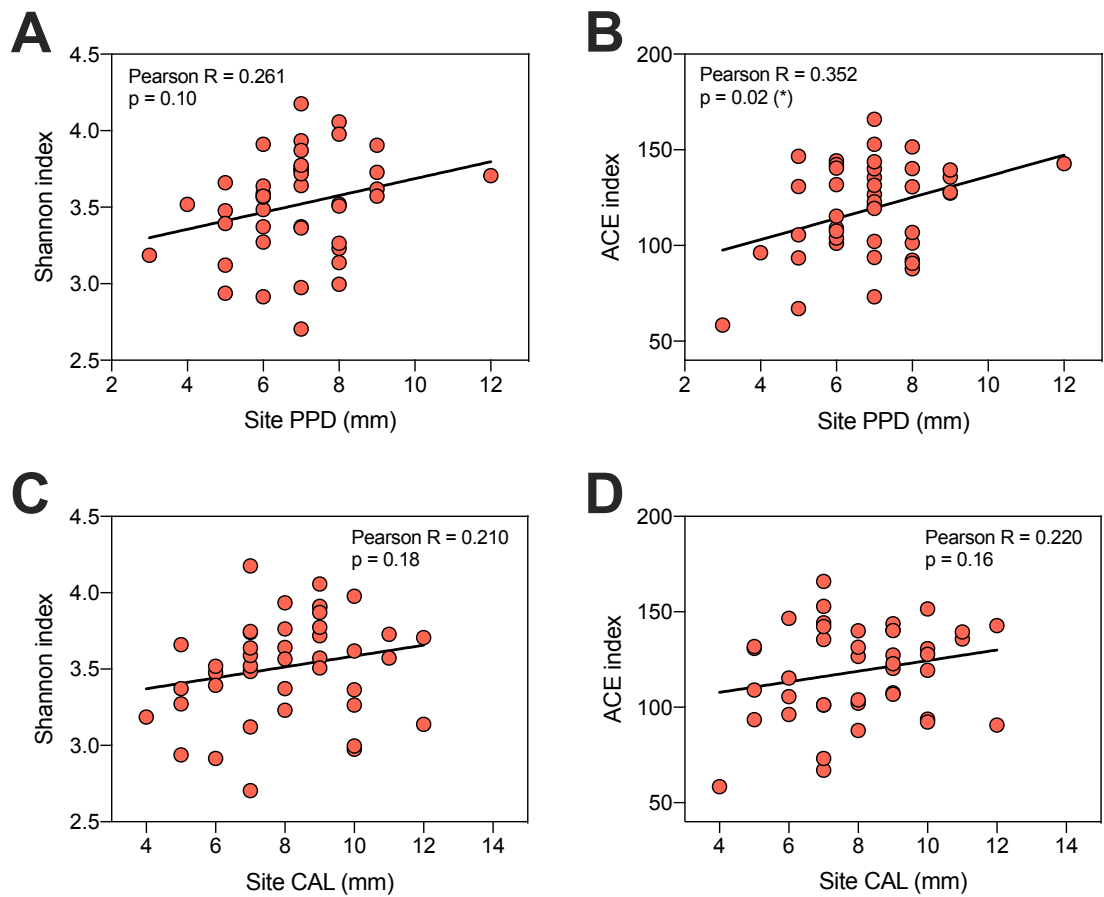 A
Pearson R = 0.261
p = 0.10
Shannon index
4.5
4.0
3.5
3.0
2.5
2 4 6 8 10 12
Site PPD (mm)
B
Pearson R = 0.352
p = 0.02 (*)
ACE index
200
150
100
50
2 4 6 8 10 12
Site PPD (mm)
C
Pearson R = 0.210
p = 0.18
Shannon index
4.5
4.0
3.5
3.0
2.5
4 6 8 10 12 14
Site CAL (mm)
D
Pearson R = 0.220
p = 0.16
ACE index
200
150
100
50
4 6 8 10 12 14
Site CAL (mm)